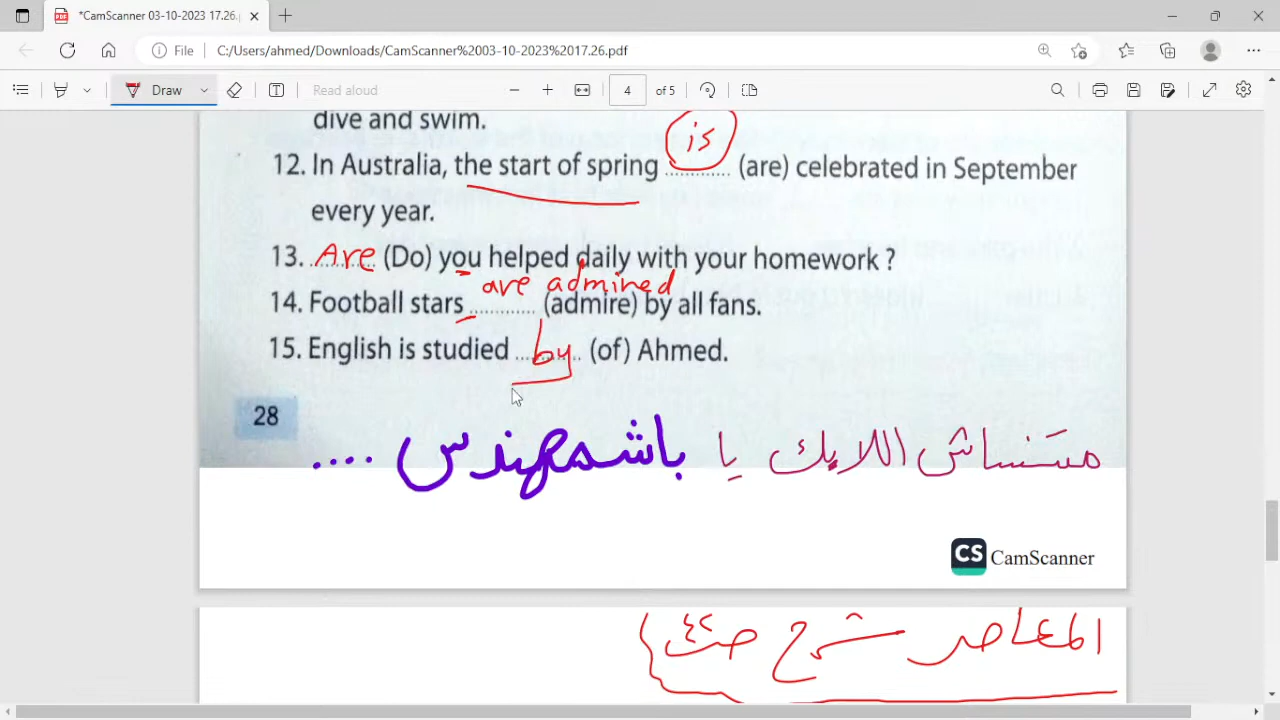 *CamScanner 03-10-2023 17.26.
File C:/Users/ahmed/Downloads/CamScanner%2003-10-2023%2017.26.pdf
Draw Read aloud 4 of 5
dive and swim.
is
12. In Australia, the start of spring ............ (are) celebrated in September
every year.
13. Are (Do) you helped daily with your homework ?
are admired
14. Football stars ............ (admire) by all fans.
15. English is studied by (of) Ahmed.
28
متنساش اللايك يا باشمهندس ....
CS CamScanner
المعاصر شرح